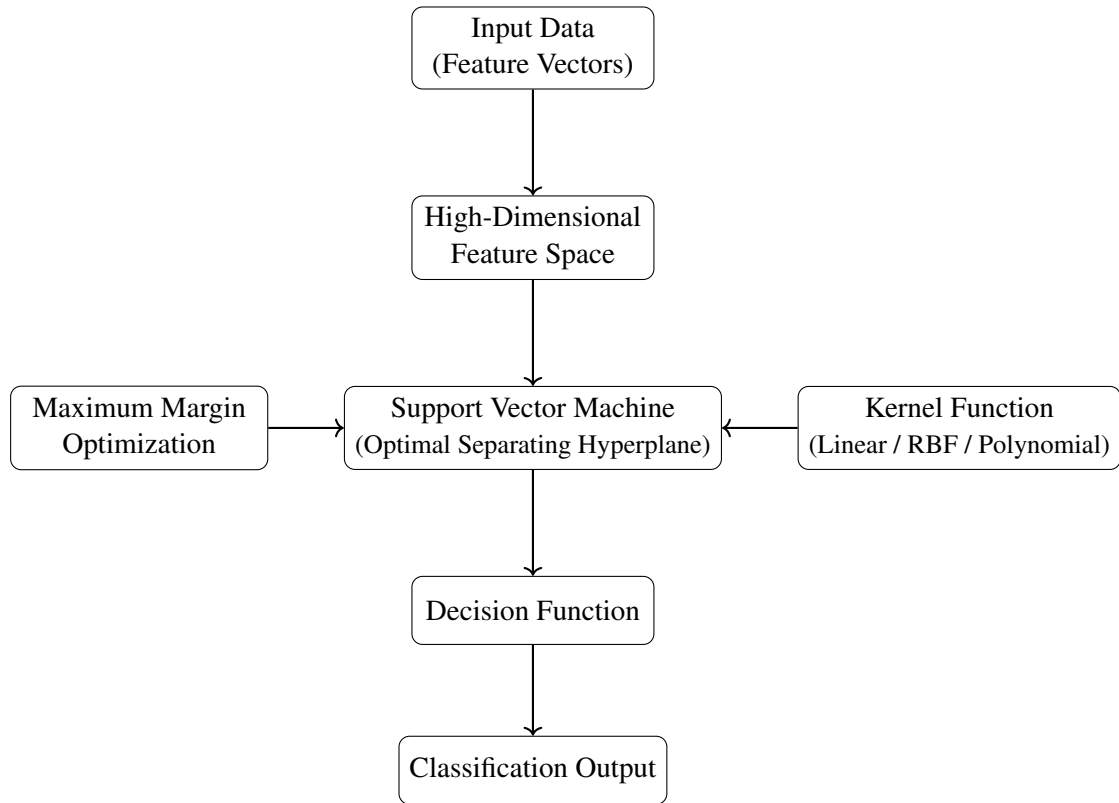 Input Data
(Feature Vectors)
High-Dimensional
Feature Space
Maximum Margin
Optimization
Support Vector Machine
(Optimal Separating Hyperplane)
Kernel Function
(Linear / RBF / Polynomial)
Decision Function
Classification Output